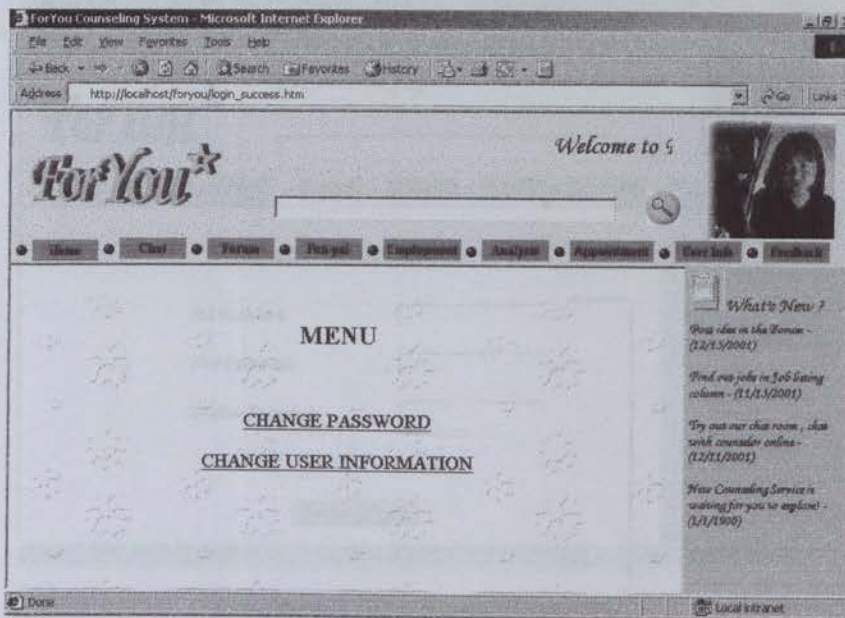 ForYou Counseling System - Microsoft Internet Explorer
File Edit View Favorites Tools Help
Back Search Favorites History
Address http://localhost/foryou/login_success.htm Go Links
Welcome to
ForYou
Home Chat Forum Fun-pal Employment Analysis Appointment User Info Feedback
What's New ?
MENU
Post idea in the Forum -
(12/15/2001)
Find out jobs in Job listing
column - (11/15/2001)
CHANGE PASSWORD
Try out our chat room , chat
with counselor online -
(12/11/2001)
CHANGE USER INFORMATION
New Counseling Service is
waiting for you to explore! -
(1/1/1900)
Done Local intranet